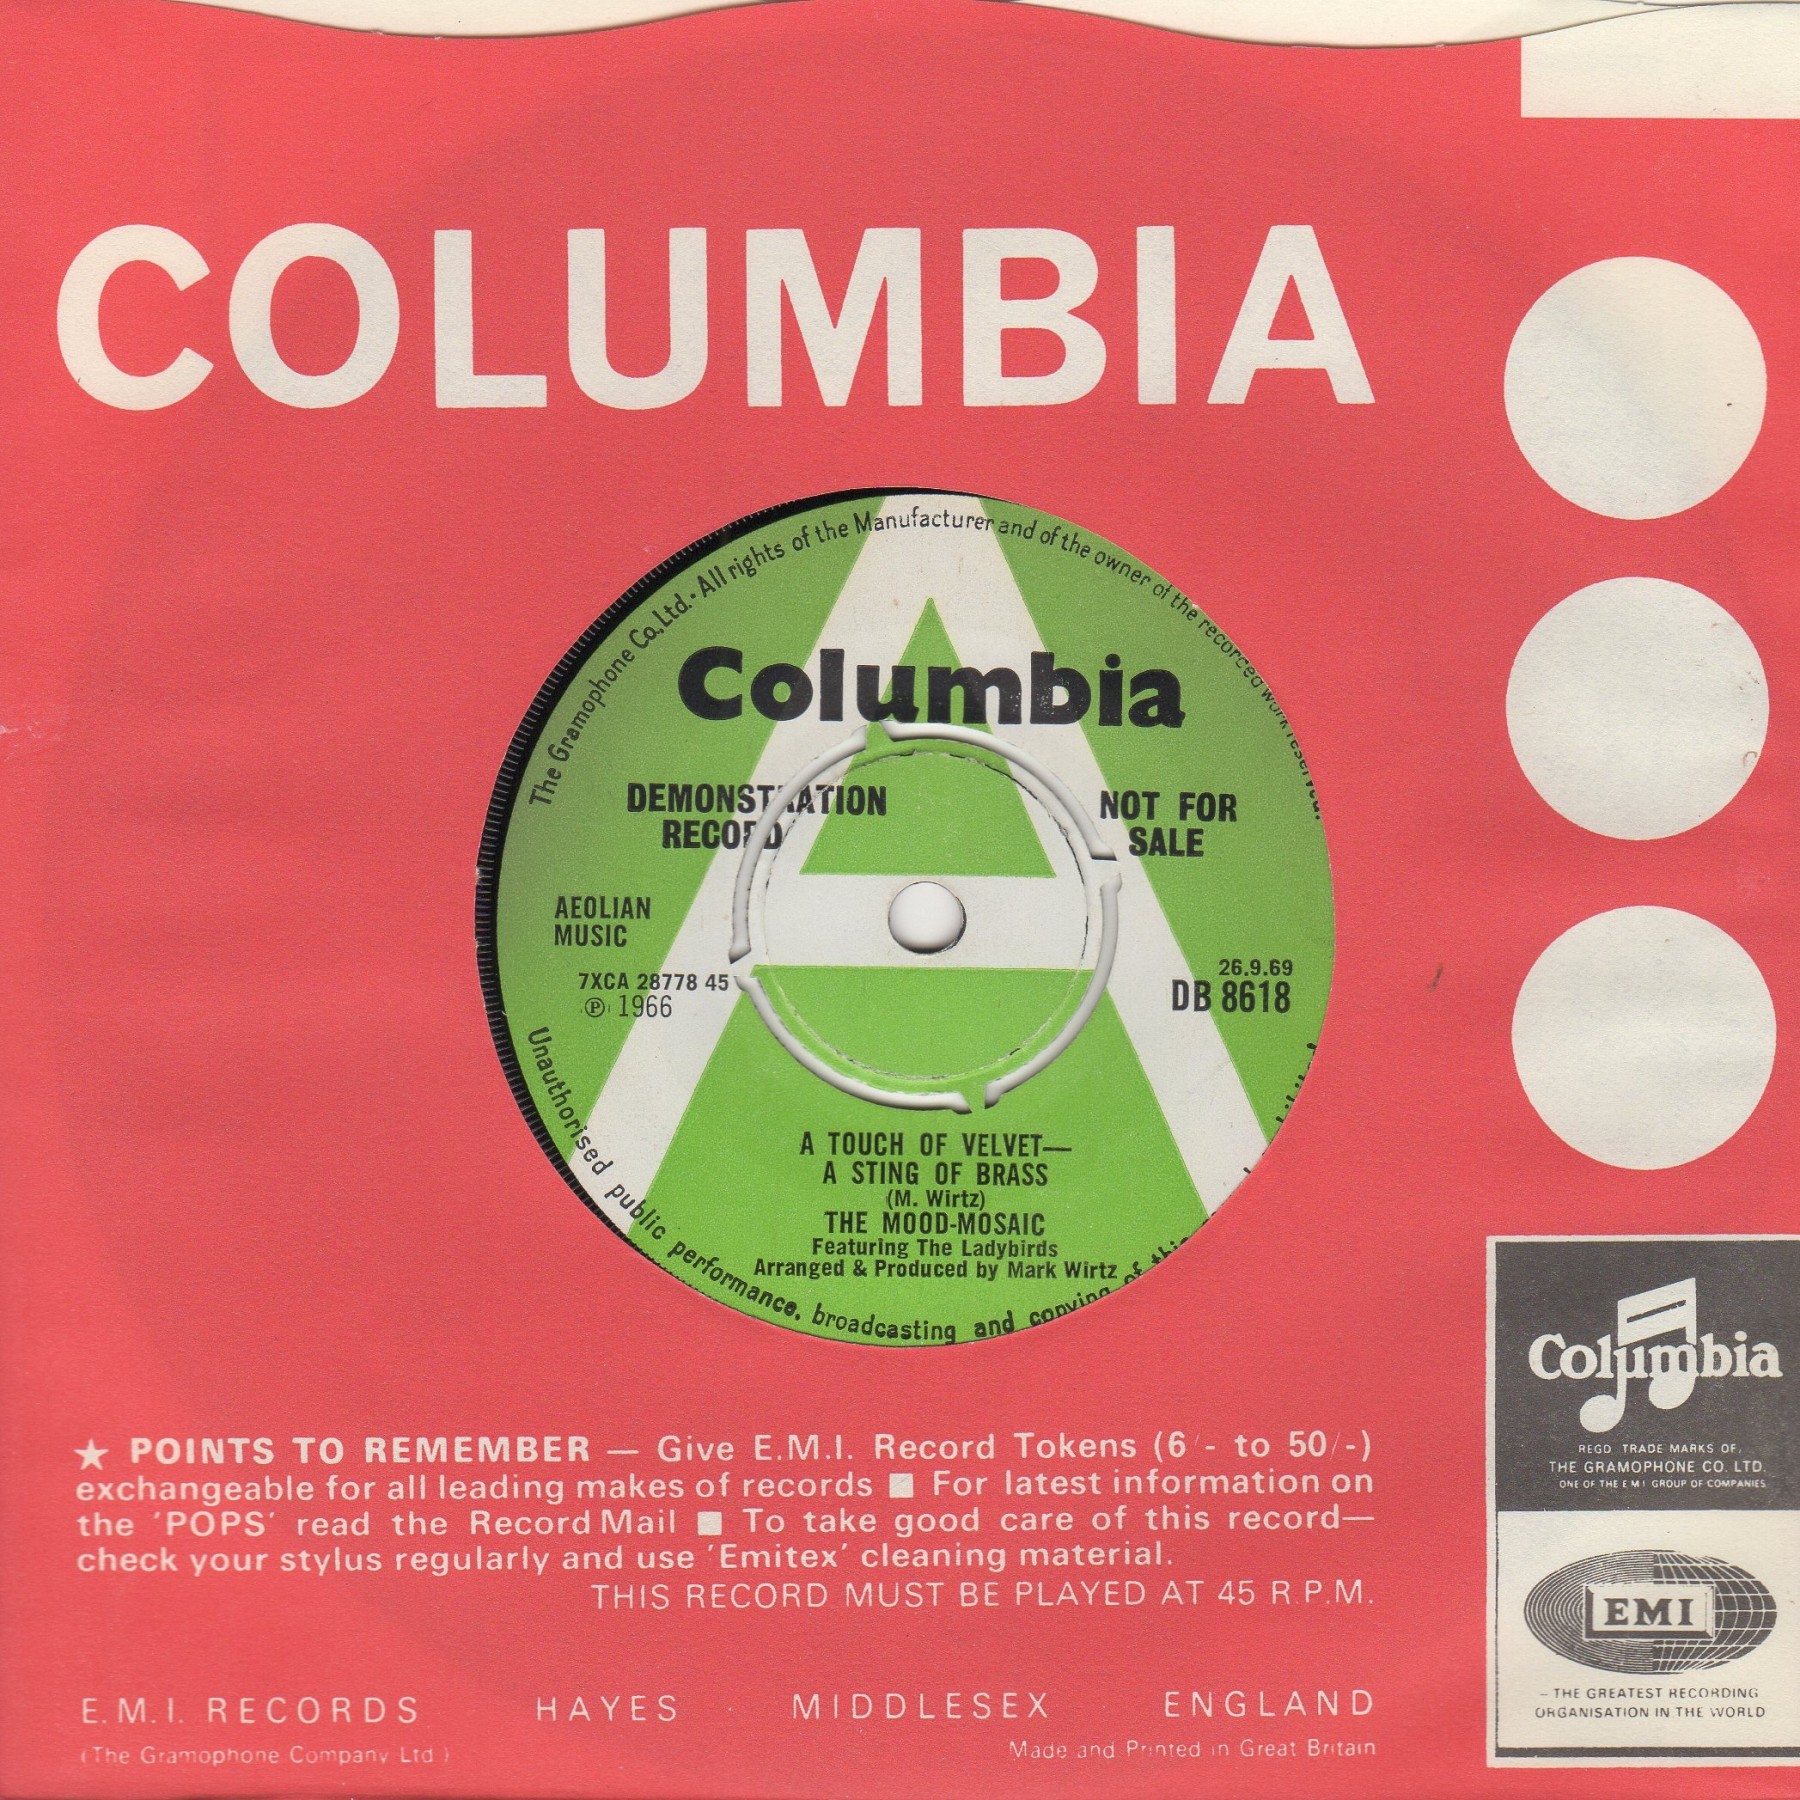 COLUMBIA
The Gramophone Co., Ltd. · All rights of the Manufacturer and of the owner of the recorded work reserved.
Columbia
DEMONSTRATION
RECORD
NOT FOR
SALE
AEOLIAN
MUSIC
7XCA 28778 45
Ⓟ 1966
26.9.69
DB 8618
A TOUCH OF VELVET—
A STING OF BRASS
(M. Wirtz)
THE MOOD-MOSAIC
Featuring The Ladybirds
Arranged & Produced by Mark Wirtz
Unauthorised public performance, broadcasting and copying of this
★ POINTS TO REMEMBER — Give E.M.I. Record Tokens (6/- to 50/-)
exchangeable for all leading makes of records ■ For latest information on
the 'POPS' read the Record Mail ■ To take good care of this record—
check your stylus regularly and use 'Emitex' cleaning material.
THIS RECORD MUST BE PLAYED AT 45 R.P.M.
E.M.I. RECORDS HAYES · MIDDLESEX ENGLAND
(The Gramophone Company Ltd)
Made and Printed in Great Britain
Columbia
REGD. TRADE MARKS OF,
THE GRAMOPHONE CO. LTD.
ONE OF THE E.M.I. GROUP OF COMPANIES
EMI
– THE GREATEST RECORDING
ORGANISATION IN THE WORLD